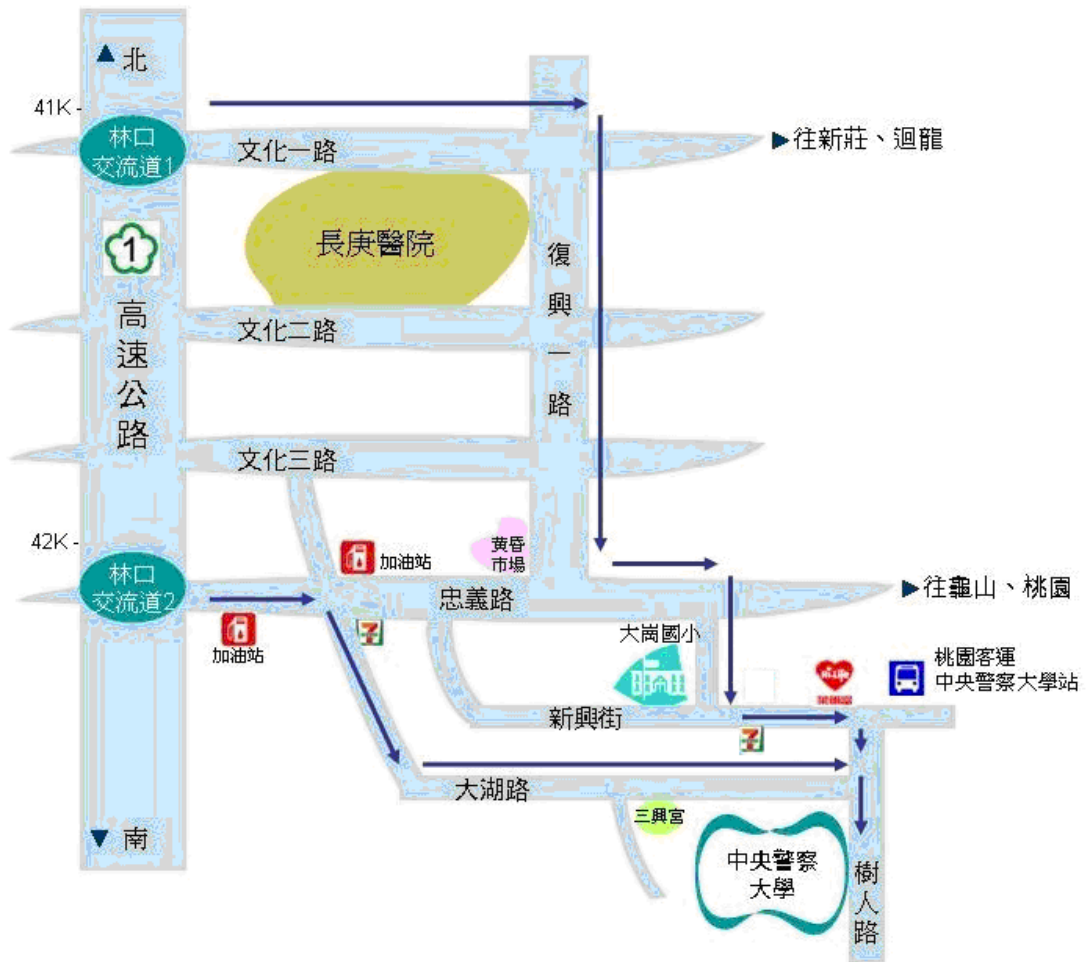 北
41K
林口
交流道1
文化一路
往新莊、迴龍
1
長庚醫院
復興一路
高速公路
文化二路
文化三路
42K
黃昏
市場
加油站
林口
交流道2
忠義路
往龜山、桃園
加油站
7
大崗國小
桃園客運
中央警察大學站
Hi-Life
新興街
7
大湖路
三興宮
南
中央警察
大學
樹人路